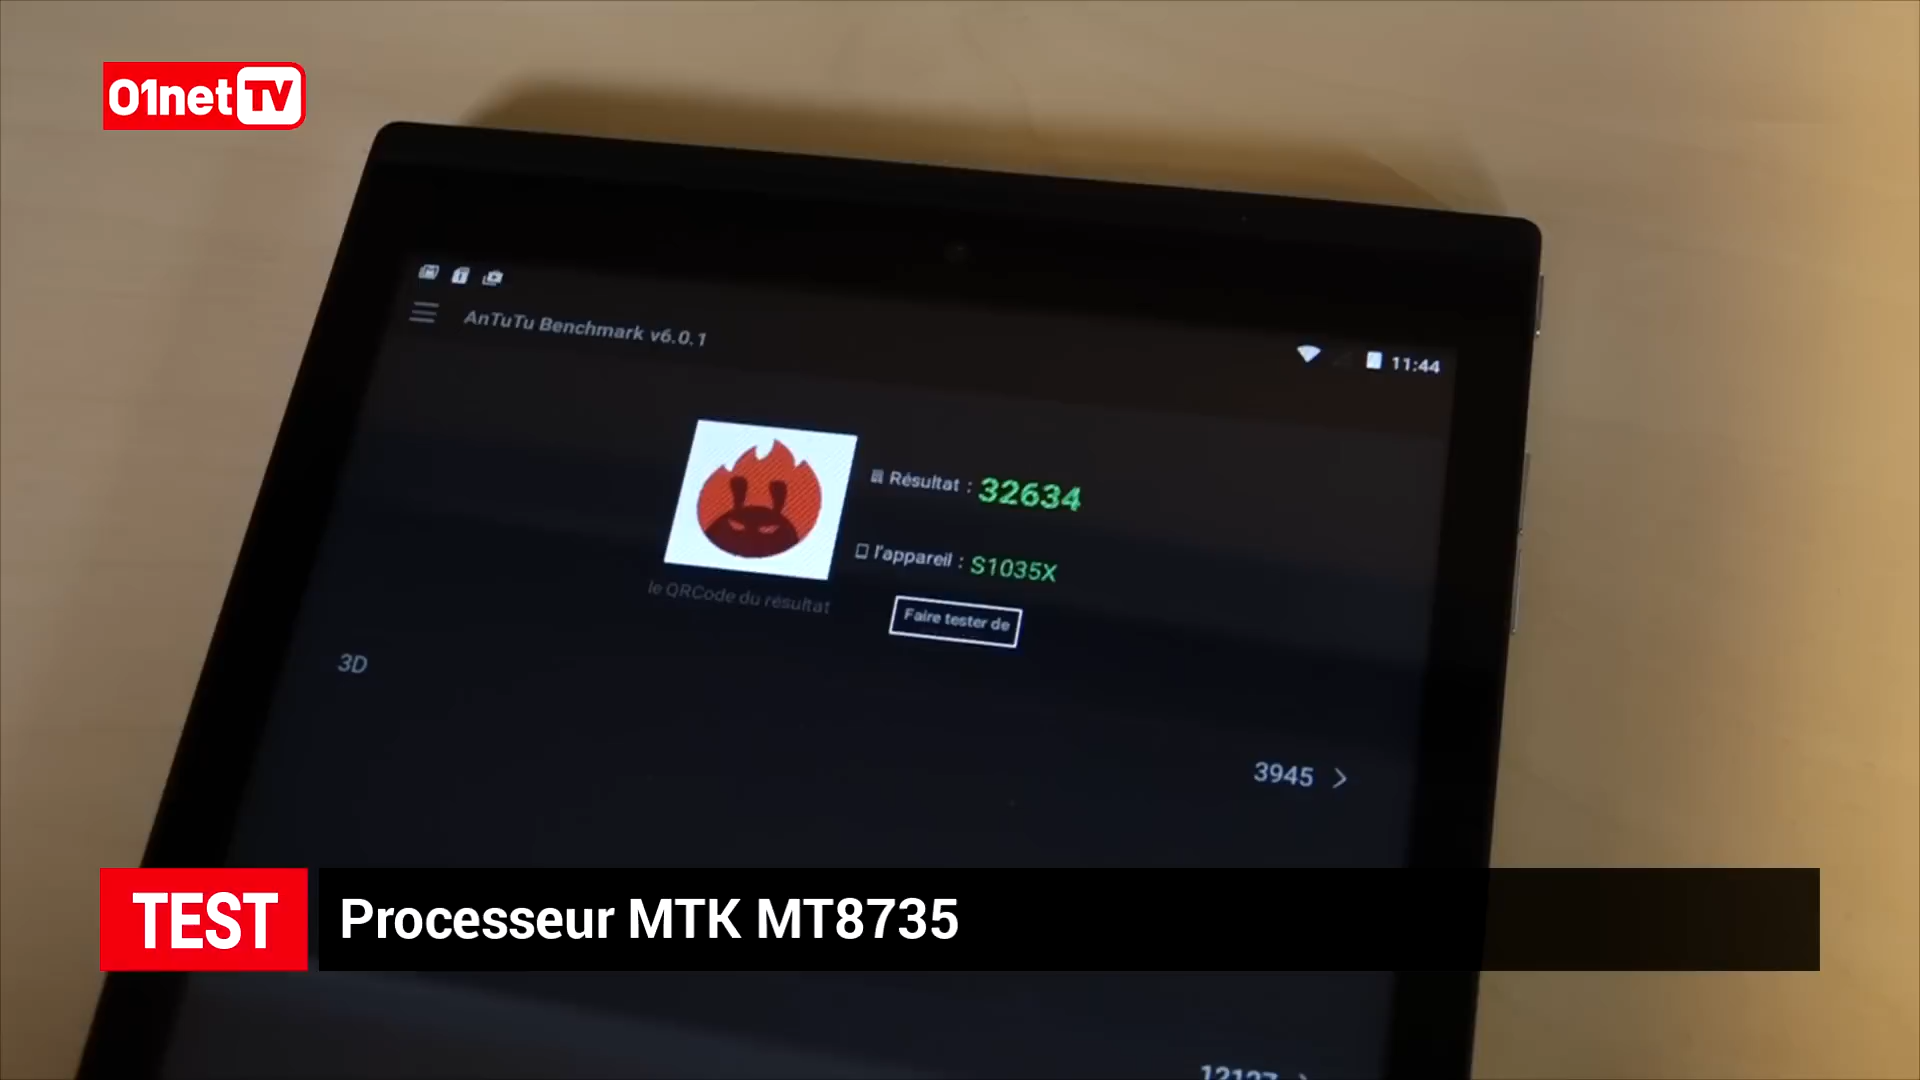 01net TV
AnTuTu Benchmark v6.0.1
11:44
Résultat : 32634
l'appareil : S1035X
le QRCode du résultat
Faire tester de
3D
3945
TEST
Processeur MTK MT8735